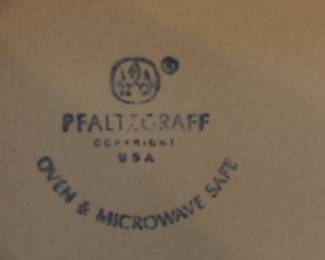 ®
PFALTZGRAFF
COPYRIGHT
USA
OVEN & MICROWAVE SAFE